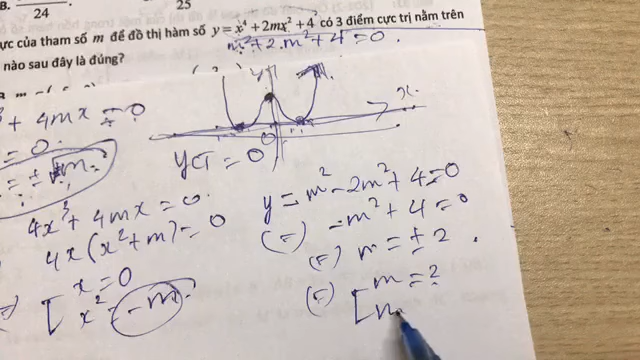 B.
24
25
ực của tham số m để đồ thị hàm số y = x⁴ + 2mx² + 4 có 3 điểm cực trị nằm trên
m² + 2.m² + 4 = 0.
nào sau đây là đúng?
+ 4mx = 0
= 0.
= ± √m.
x
0
yCT = 0
4x³ + 4mx = 0
4x(x² + m) = 0
[ x = 0
x² = -m
y = m² - 2m² + 4 = 0
(=) -m² + 4 = 0
(=) m = ± 2.
(=) [ m = 2
m